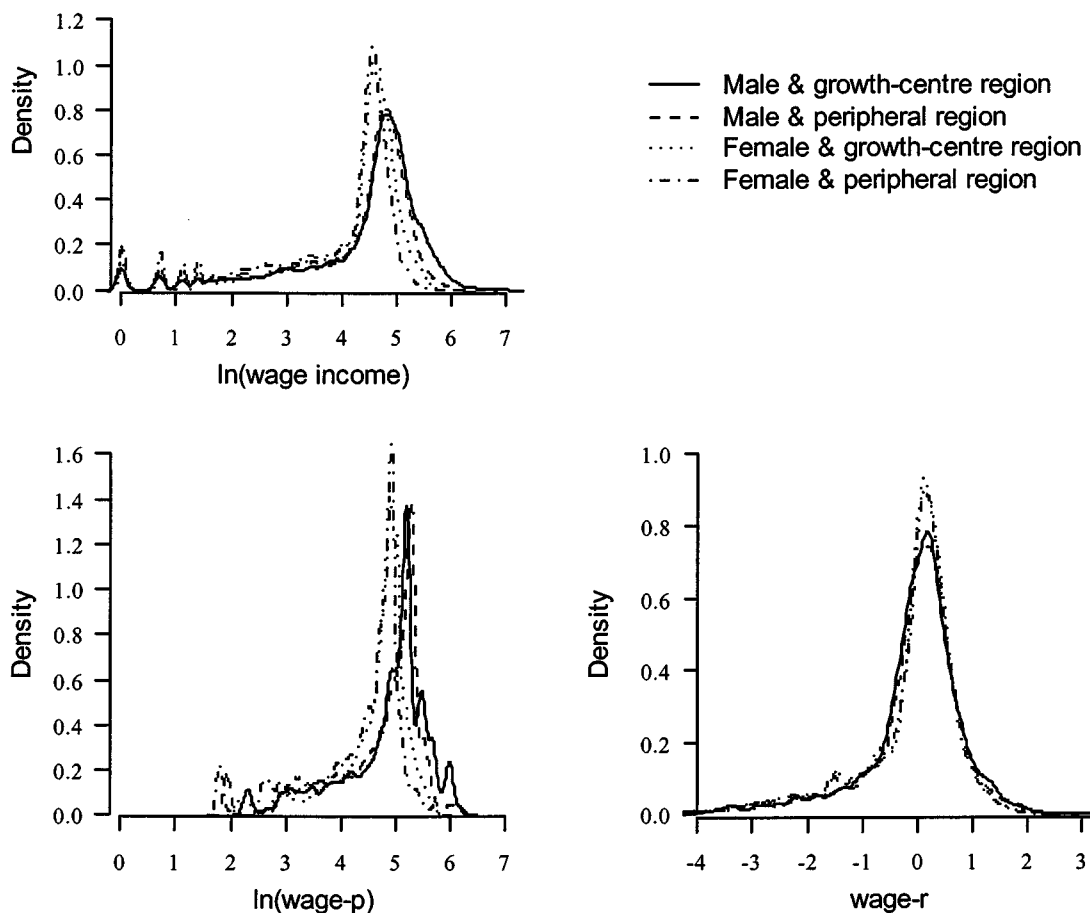 Density
1.2
1.0
0.8
0.6
0.4
0.2
0.0
0 1 2 3 4 5 6 7
ln(wage income)
Male & growth-centre region
Male & peripheral region
Female & growth-centre region
Female & peripheral region
Density
1.6
1.4
1.2
1.0
0.8
0.6
0.4
0.2
0.0
0 1 2 3 4 5 6 7
ln(wage-p)
Density
1.0
0.8
0.6
0.4
0.2
0.0
-4 -3 -2 -1 0 1 2 3
wage-r